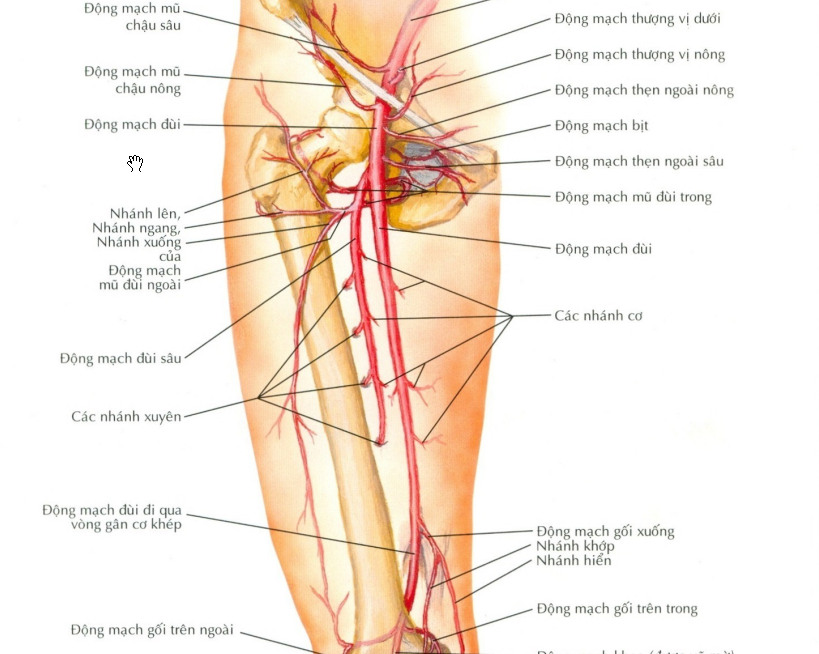 Động mạch mũ
chậu sâu
Động mạch mũ
chậu nông
Động mạch đùi
Nhánh lên,
Nhánh ngang,
Nhánh xuống
của
Động mạch
mũ đùi ngoài
Động mạch đùi sâu
Các nhánh xuyên
Động mạch đùi đi qua
vòng gân cơ khép
Động mạch gối trên ngoài
Động mạch thượng vị dưới
Động mạch thượng vị nông
Động mạch thẹn ngoài nông
Động mạch bịt
Động mạch thẹn ngoài sâu
Động mạch mũ đùi trong
Động mạch đùi
Các nhánh cơ
Động mạch gối xuống
Nhánh khớp
Nhánh hiển
Động mạch gối trên trong